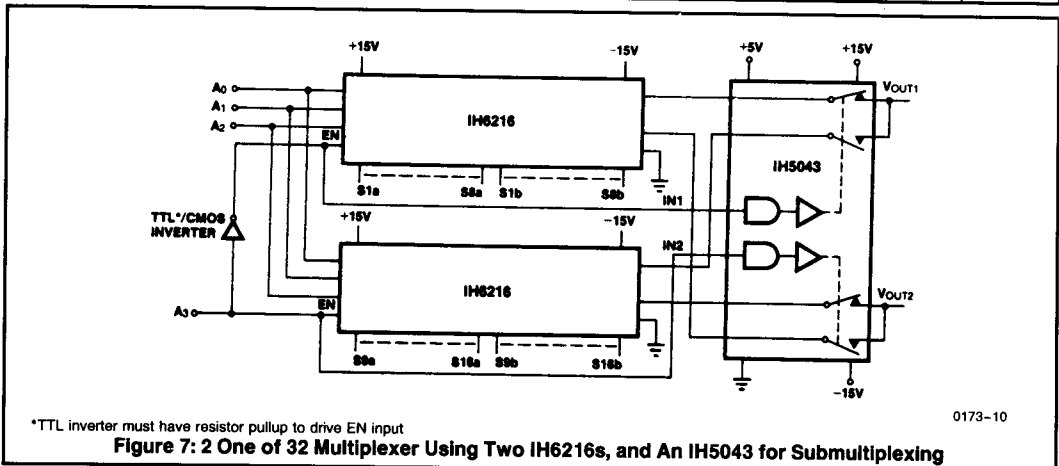 +15V
-15V
+5V
+15V
A0
A1
A2
EN
IH6216
VOUT1
IH5043
S1a
S8a
S1b
S8b
IN1
TTL*/CMOS
INVERTER
+15V
-15V
IN2
IH6216
A3
EN
VOUT2
S9a
S16a
S9b
S16b
-15V
*TTL inverter must have resistor pullup to drive EN input
0173-10
Figure 7: 2 One of 32 Multiplexer Using Two IH6216s, and An IH5043 for Submultiplexing